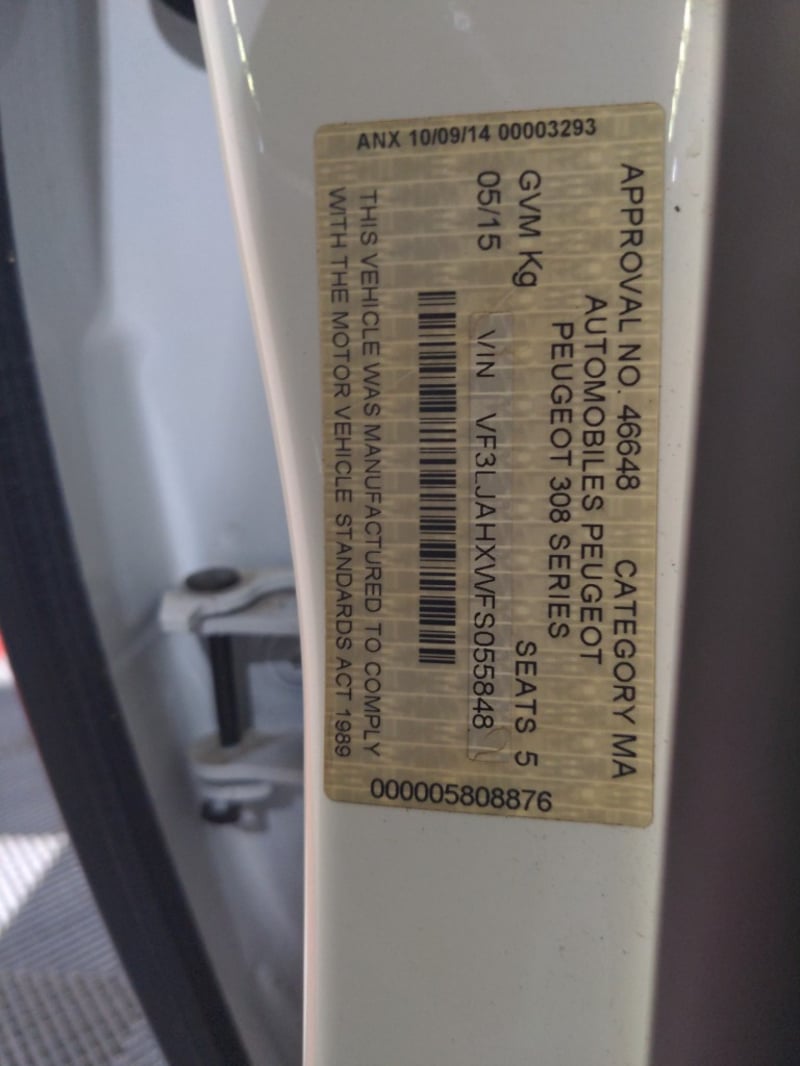 APPROVAL NO. 46648 CATEGORY MA
AUTOMOBILES PEUGEOT
PEUGEOT 308 SERIES
GVM Kg SEATS 5
05/15 VIN VF3LJAHXWFS055848
THIS VEHICLE WAS MANUFACTURED TO COMPLY
WITH THE MOTOR VEHICLE STANDARDS ACT 1989
ANX 10/09/14 00003293
000005808876